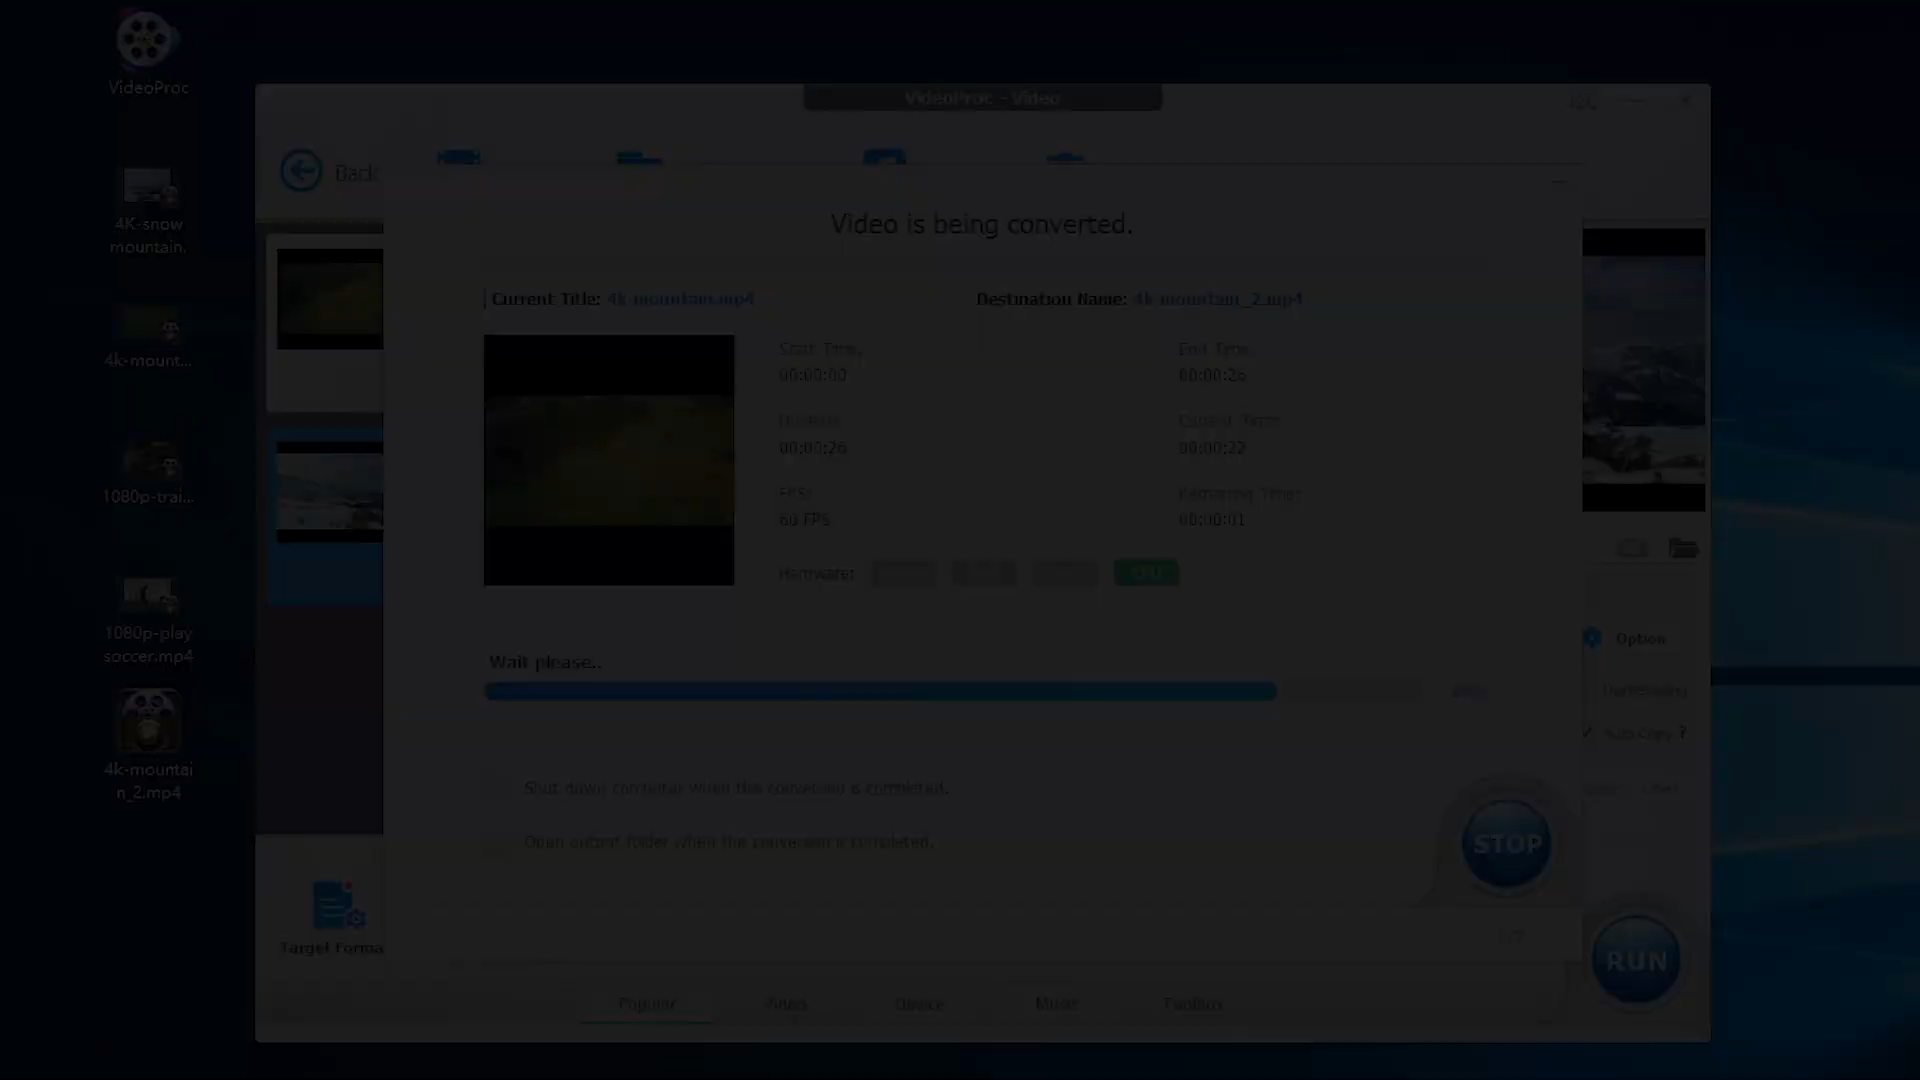 VideoProc
4K-snow
mountain.
4k-mount...
1080p-trai...
1080p-play
soccer.mp4
4k-mountai
n_2.mp4
VideoProc - Video
Back
Video is being converted.
Current Title: 4k-mountain.mp4
Destination Name: 4k-mountain_2.mp4
Start Time:
00:00:00
End Time:
00:00:26
Duration:
00:00:26
Current Time:
00:00:22
FPS:
60 FPS
Remaining Time:
00:00:01
Hardware:
Wait please..
Shut down computer when the conversion is completed.
Open output folder when the conversion is completed.
STOP
Option
Deinterlacing
Auto Copy ?
Target Forma
RUN
Popular
Video
Device
Music
Toolbox